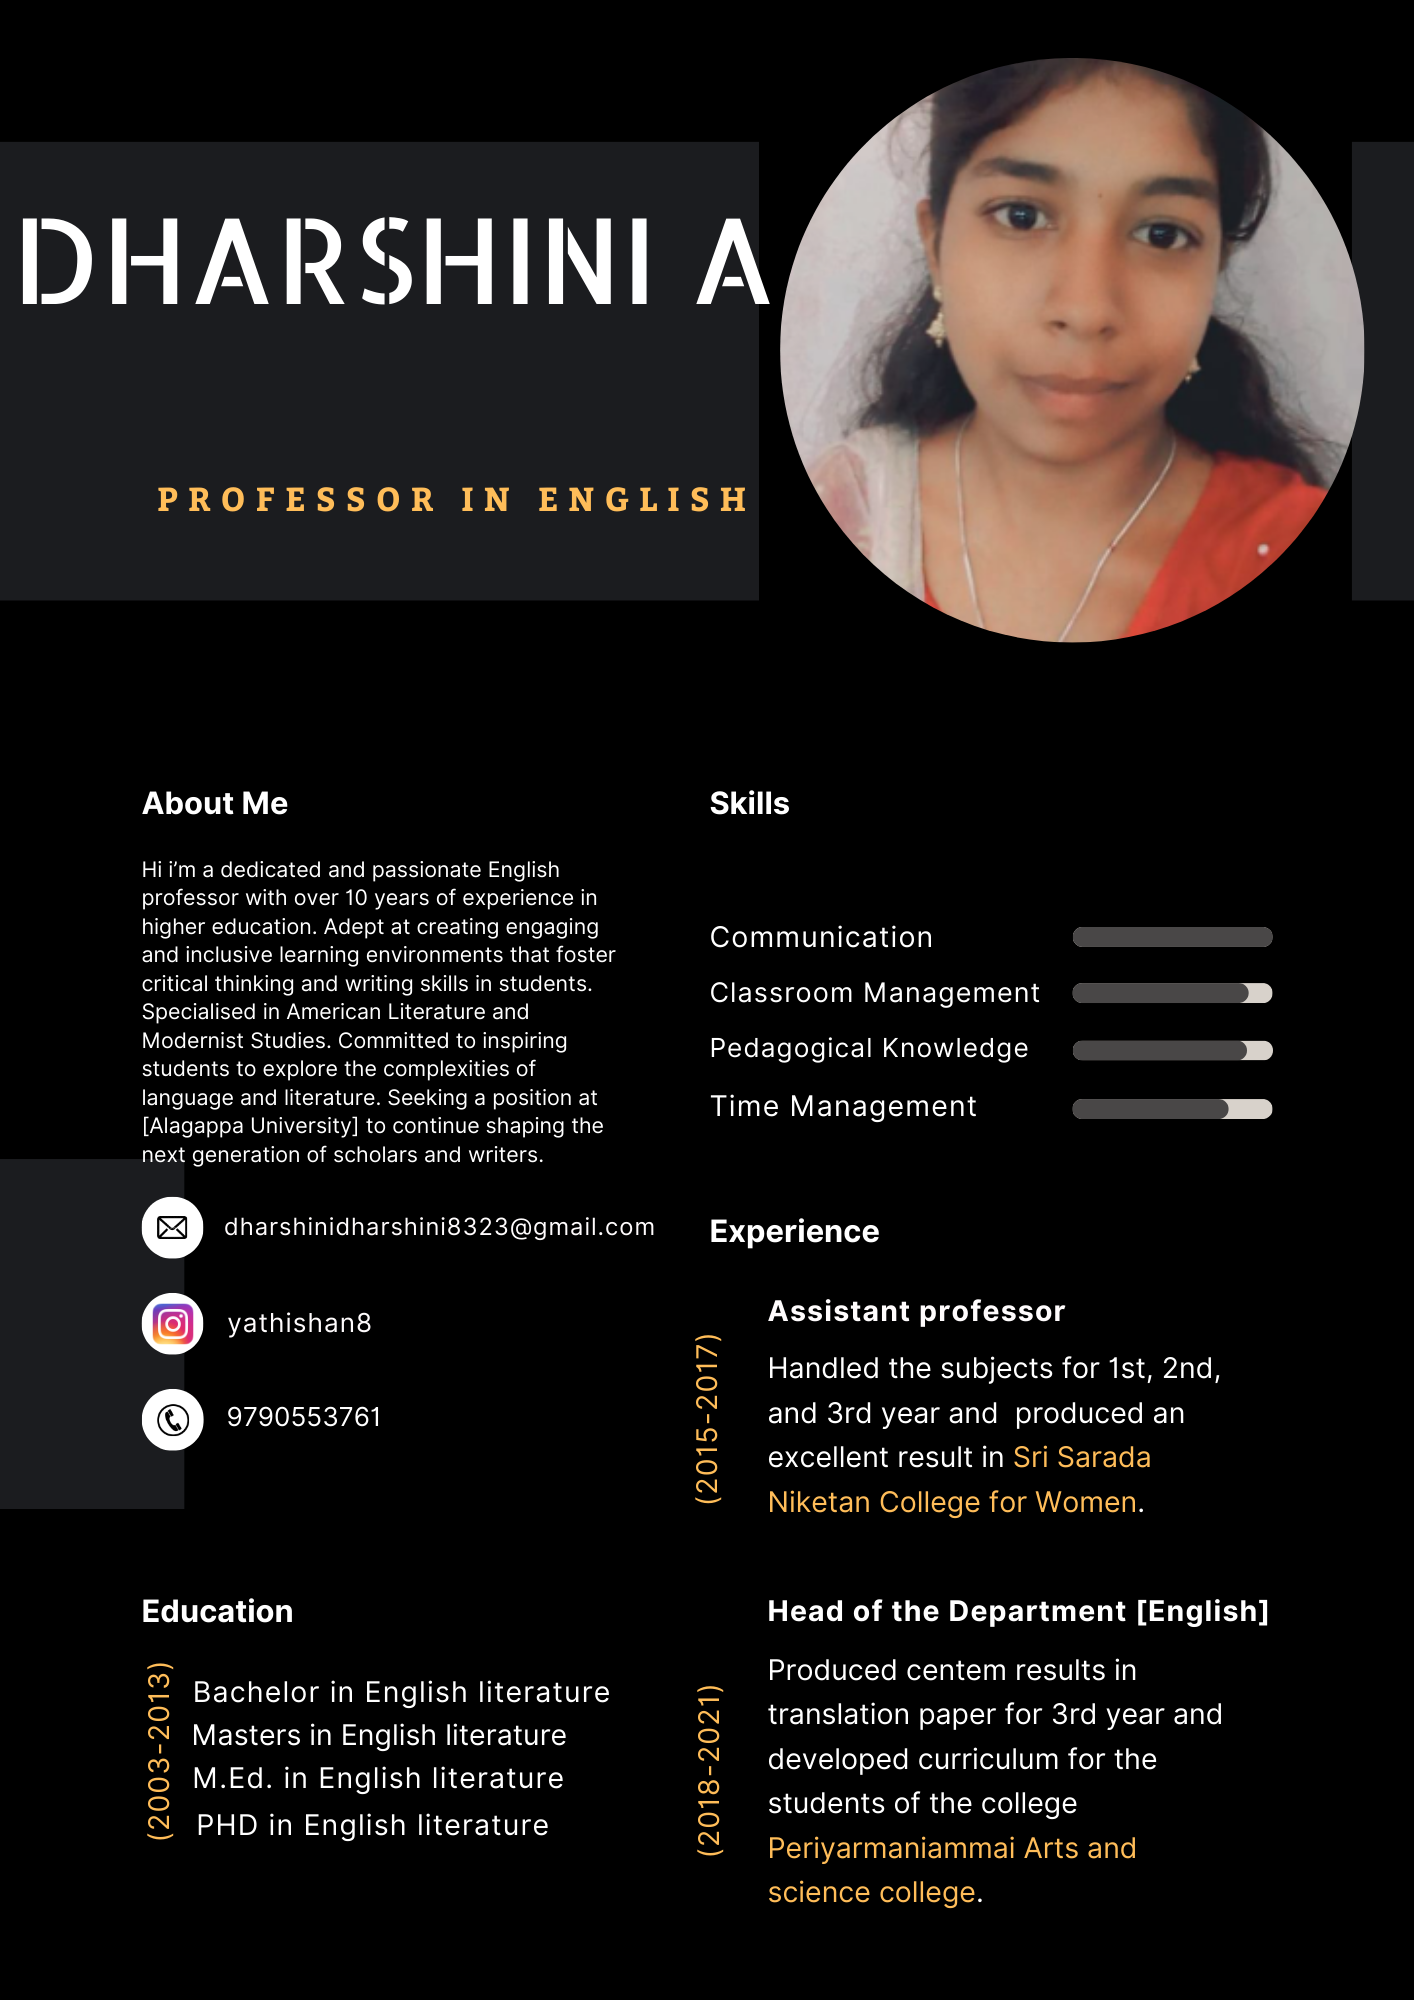 DHARSHINI A
PROFESSOR IN ENGLISH
About Me
Hi i’m a dedicated and passionate English
professor with over 10 years of experience in
higher education. Adept at creating engaging
and inclusive learning environments that foster
critical thinking and writing skills in students.
Specialised in American Literature and
Modernist Studies. Committed to inspiring
students to explore the complexities of
language and literature. Seeking a position at
[Alagappa University] to continue shaping the
next generation of scholars and writers.
dharshinidharshini8323@gmail.com
yathishan8
9790553761
Education
(2003-2013)
Bachelor in English literature
Masters in English literature
M.Ed. in English literature
PHD in English literature
Skills
Communication
Classroom Management
Pedagogical Knowledge
Time Management
Experience
Assistant professor
(2015-2017)
Handled the subjects for 1st, 2nd,
and 3rd year and  produced an
excellent result in Sri Sarada
Niketan College for Women.
Head of the Department [English]
(2018-2021)
Produced centem results in
translation paper for 3rd year and
developed curriculum for the
students of the college
Periyarmaniammai Arts and
science college.